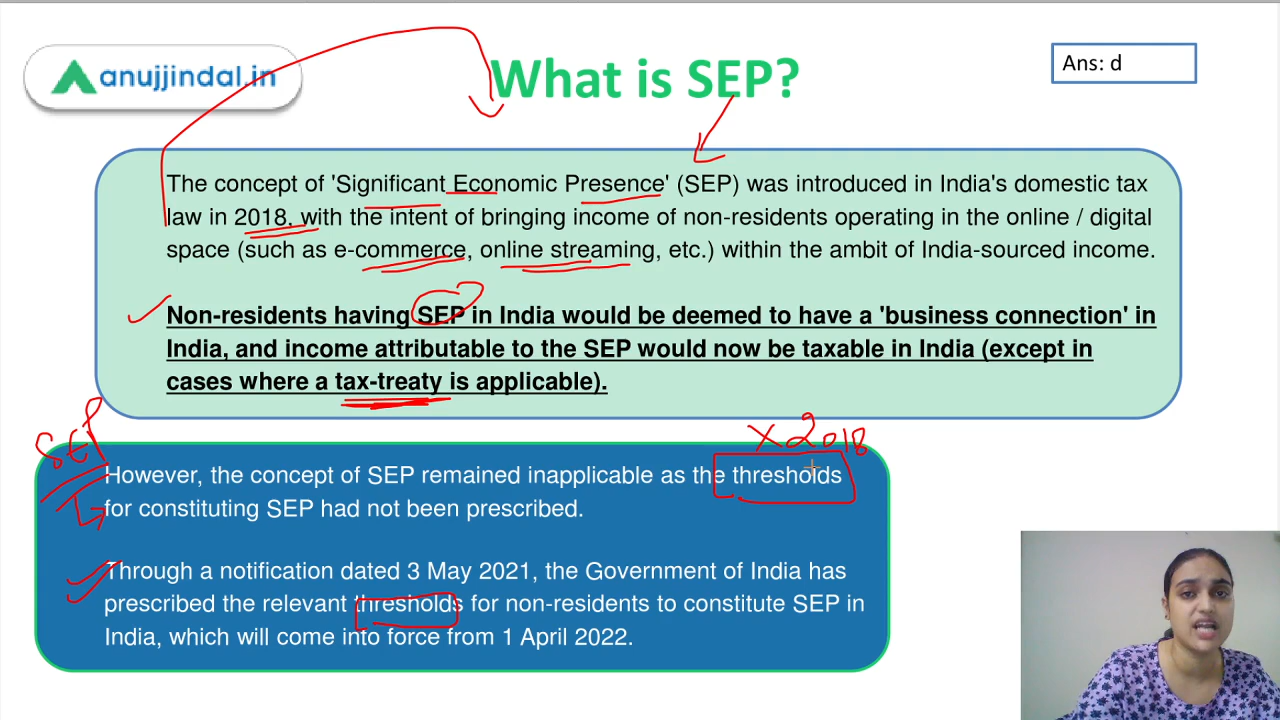 anujjindal.in
What is SEP?
Ans: d
The concept of 'Significant Economic Presence' (SEP) was introduced in India's domestic tax
law in 2018, with the intent of bringing income of non-residents operating in the online / digital
space (such as e-commerce, online streaming, etc.) within the ambit of India-sourced income.
Non-residents having SEP in India would be deemed to have a 'business connection' in
India, and income attributable to the SEP would now be taxable in India (except in
cases where a tax-treaty is applicable).
SEP
X 2018
However, the concept of SEP remained inapplicable as the thresholds
for constituting SEP had not been prescribed.
Through a notification dated 3 May 2021, the Government of India has
prescribed the relevant thresholds for non-residents to constitute SEP in
India, which will come into force from 1 April 2022.